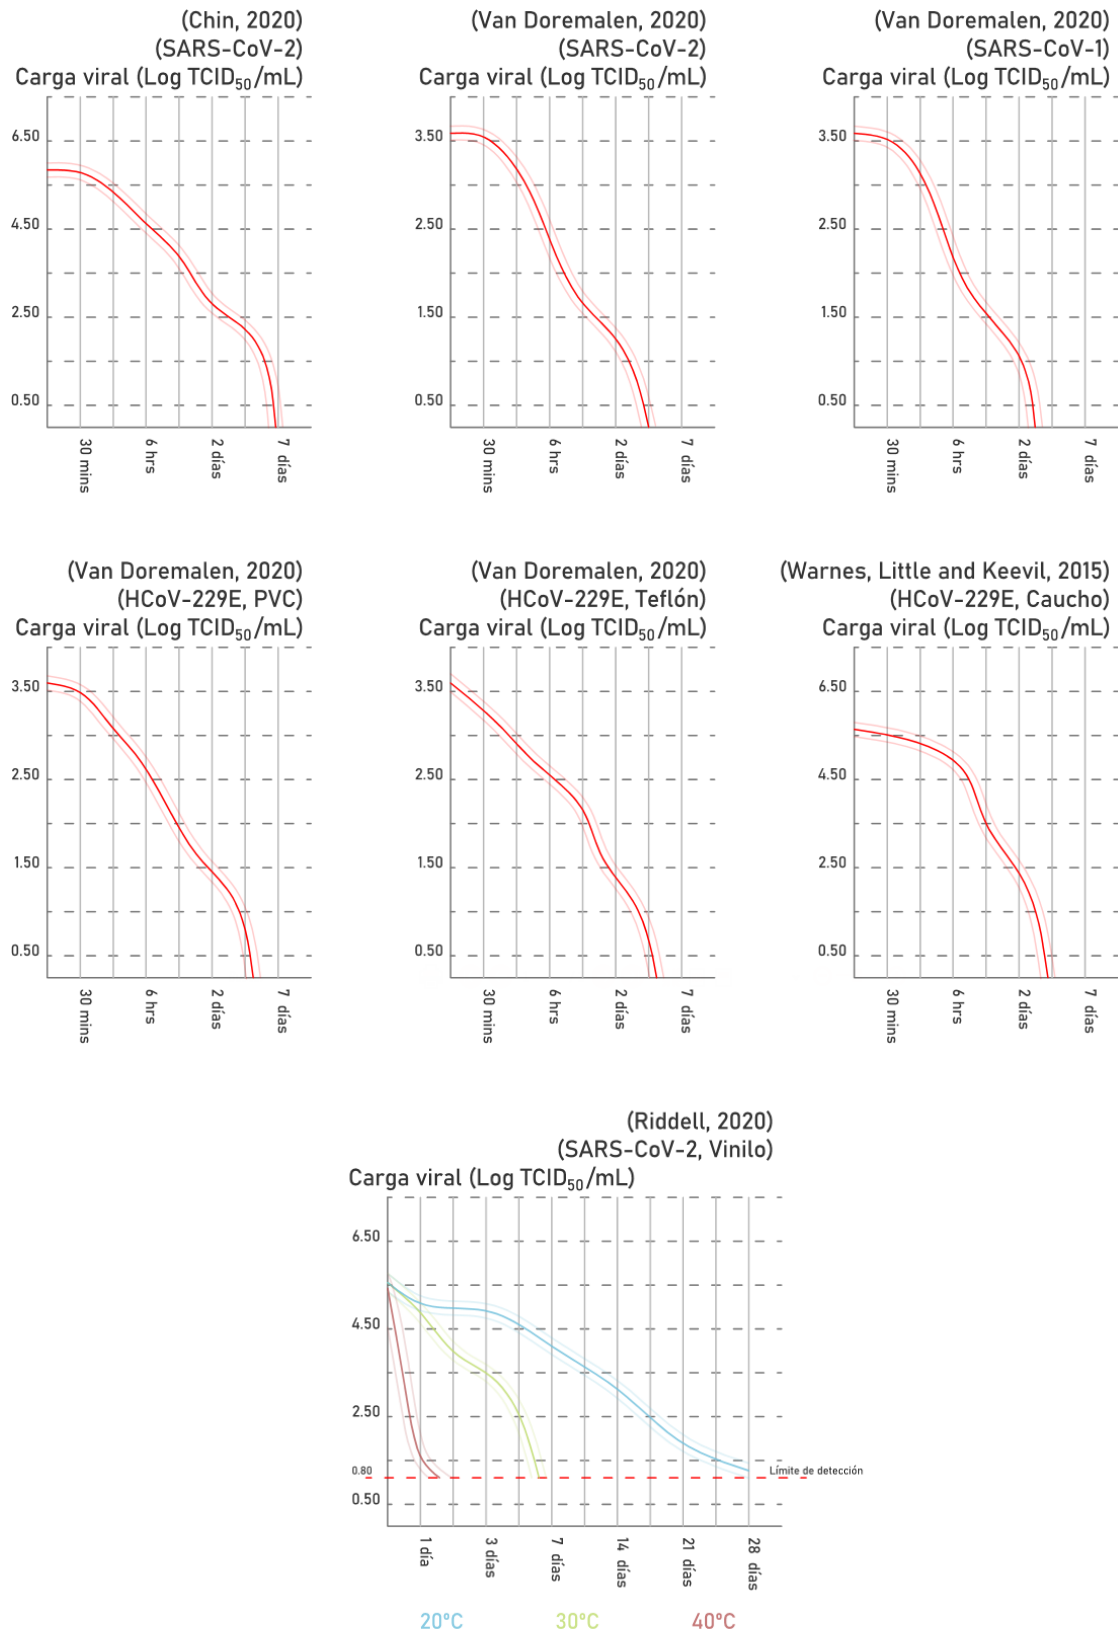 (Chin, 2020)
(SARS-CoV-2)
Carga viral (Log TCID₅₀/mL)
6.50
4.50
2.50
0.50
30 mins
6 hrs
2 días
7 días
(Van Doremalen, 2020)
(SARS-CoV-2)
Carga viral (Log TCID₅₀/mL)
3.50
2.50
1.50
0.50
30 mins
6 hrs
2 días
7 días
(Van Doremalen, 2020)
(SARS-CoV-1)
Carga viral (Log TCID₅₀/mL)
3.50
2.50
1.50
0.50
30 mins
6 hrs
2 días
7 días
(Van Doremalen, 2020)
(HCoV-229E, PVC)
Carga viral (Log TCID₅₀/mL)
3.50
2.50
1.50
0.50
30 mins
6 hrs
2 días
7 días
(Van Doremalen, 2020)
(HCoV-229E, Teflón)
Carga viral (Log TCID₅₀/mL)
3.50
2.50
1.50
0.50
30 mins
6 hrs
2 días
7 días
(Warnes, Little and Keevil, 2015)
(HCoV-229E, Caucho)
Carga viral (Log TCID₅₀/mL)
6.50
4.50
2.50
0.50
30 mins
6 hrs
2 días
7 días
(Riddell, 2020)
(SARS-CoV-2, Vinilo)
Carga viral (Log TCID₅₀/mL)
6.50
4.50
2.50
0.80
Límite de detección
0.50
1 día
3 días
7 días
14 días
21 días
28 días
20°C
30°C
40°C